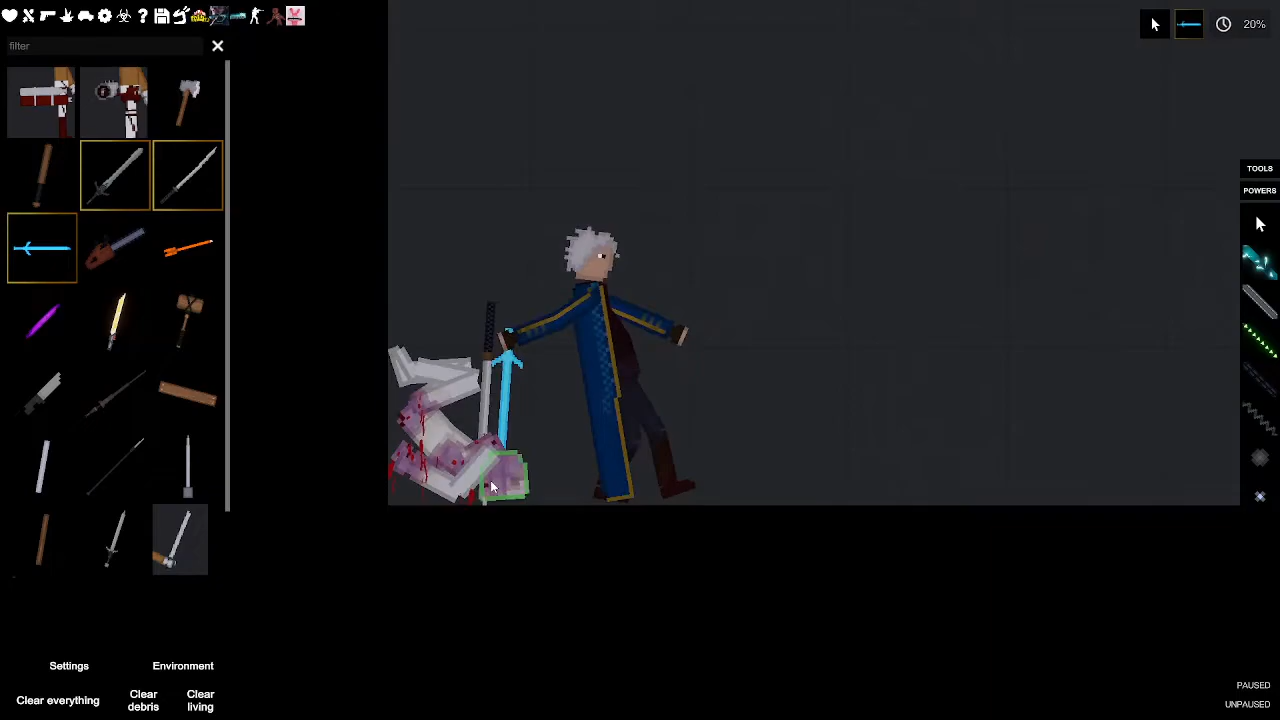 20%
filter
TOOLS
POWERS
Settings
Environment
Clear everything
Clear debris
Clear living
PAUSED
UNPAUSED